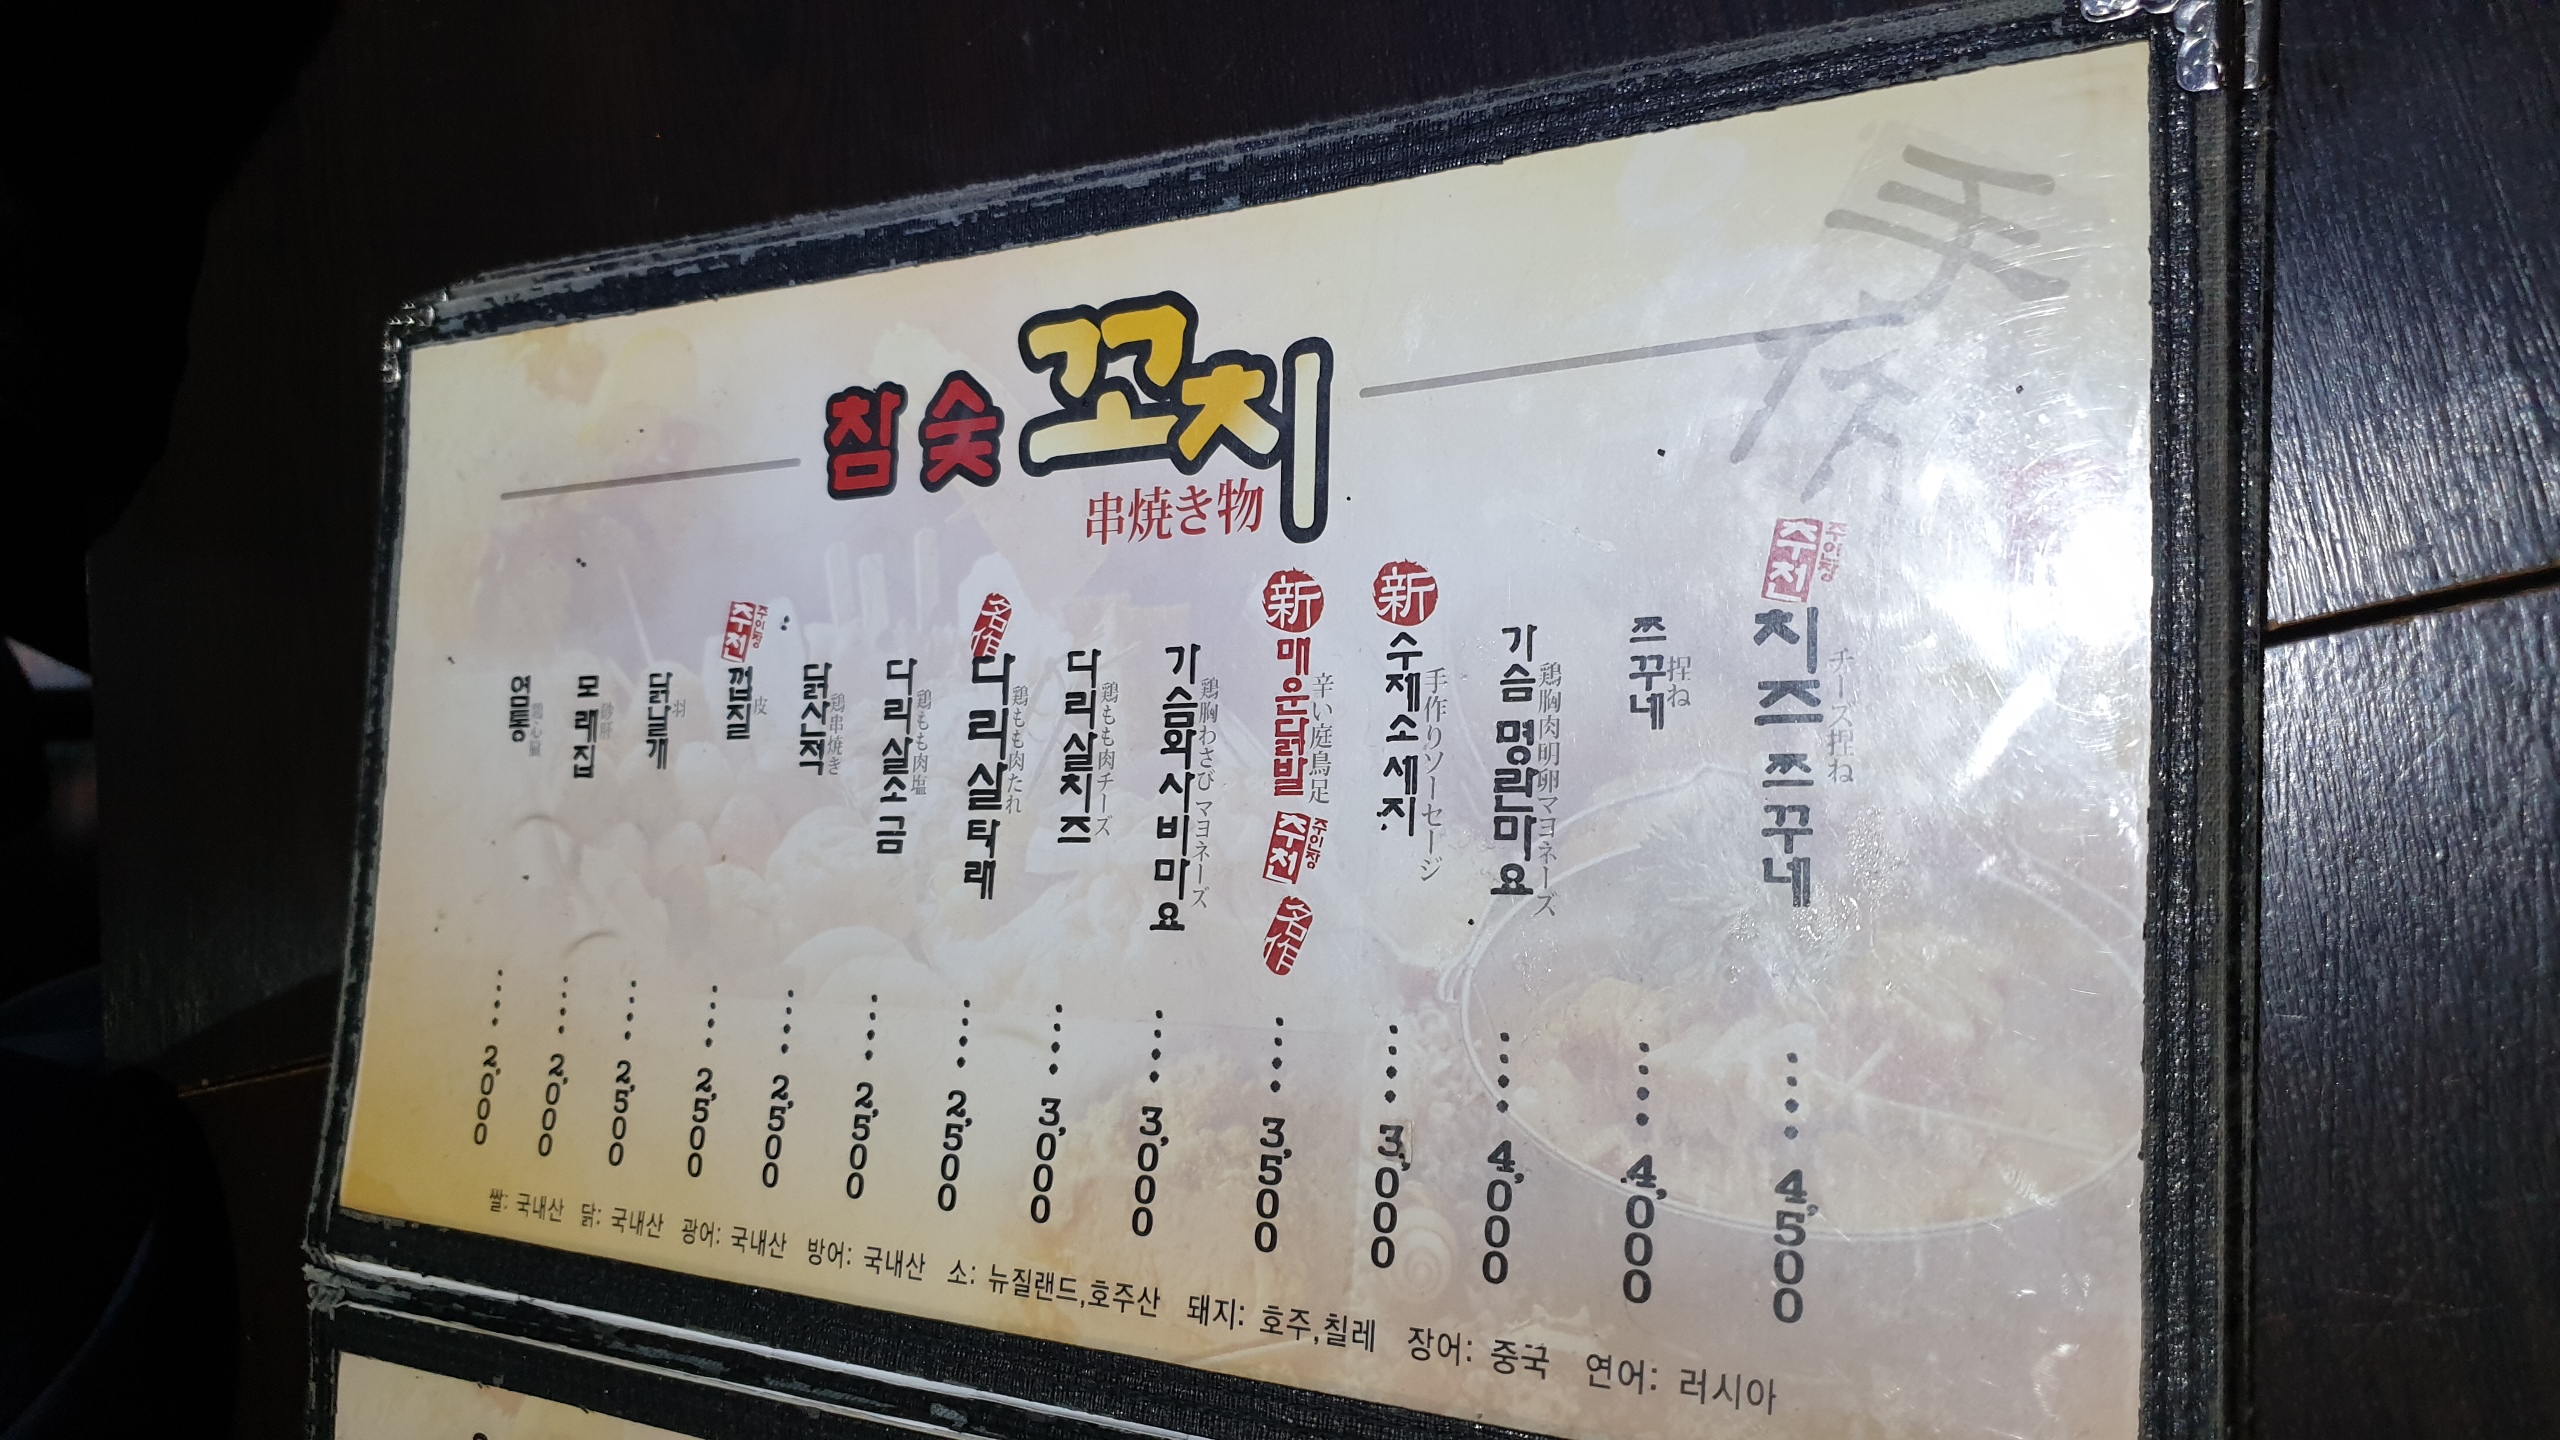 참숯꼬치
串焼き物
염통 鶏心臓 2,000
모래집 砂肝 2,000
닭날개 羽 2,500
주인장 추천 껍질 皮 2,500
닭산적 鶏串焼き 2,500
다리살소금 鶏もも肉塩 2,500
名作 다리살타래 鶏もも肉たれ 2,500
다리살치즈 鶏もも肉チーズ 3,000
가슴와사비마요 鶏胸わさびマヨネーズ 3,000
新 매운닭발 辛い庭鳥足 주인장 추천 名作 3,500
新 수제소세지 手作りソーセージ 3,000
가슴 명란마요 鶏胸肉明卵マヨネーズ 4,000
쯔꾸네 捏ね 4,000
주인장 추천 치즈쯔꾸네 チーズ捏ね 4,500
쌀: 국내산 닭: 국내산 광어: 국내산 방어: 국내산 소: 뉴질랜드,호주산 돼지: 호주,칠레 장어: 중국 연어: 러시아